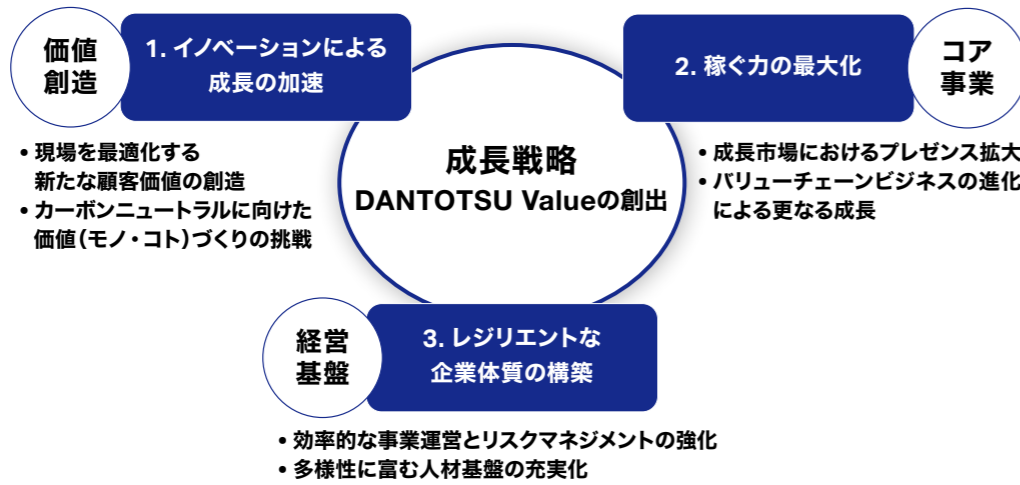 価値
創造
1. イノベーションによる
成長の加速
• 現場を最適化する
新たな顧客価値の創造
• カーボンニュートラルに向けた
価値（モノ・コト）づくりの挑戦
成長戦略
DANTOTSU Valueの創出
2. 稼ぐ力の最大化
コア
事業
• 成長市場におけるプレゼンス拡大
• バリューチェーンビジネスの進化
による更なる成長
経営
基盤
3. レジリエントな
企業体質の構築
• 効率的な事業運営とリスクマネジメントの強化
• 多様性に富む人材基盤の充実化